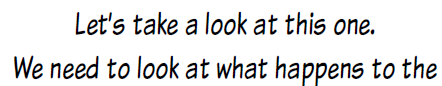 Let's take a look at this one.
We need to look at what happens to the